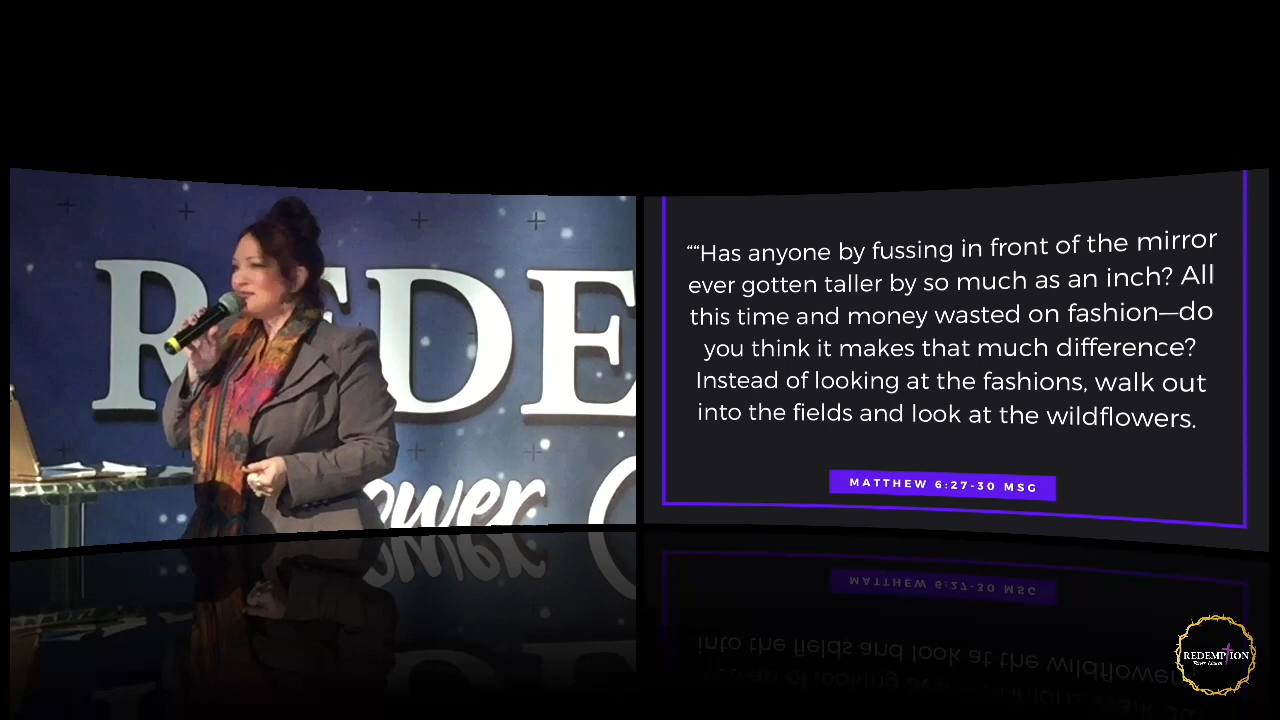 REDE
ower
““Has anyone by fussing in front of the mirror
ever gotten taller by so much as an inch? All
this time and money wasted on fashion—do
you think it makes that much difference?
Instead of looking at the fashions, walk out
into the fields and look at the wildflowers.
MATTHEW 6:27-30 MSG
REDEMPTION